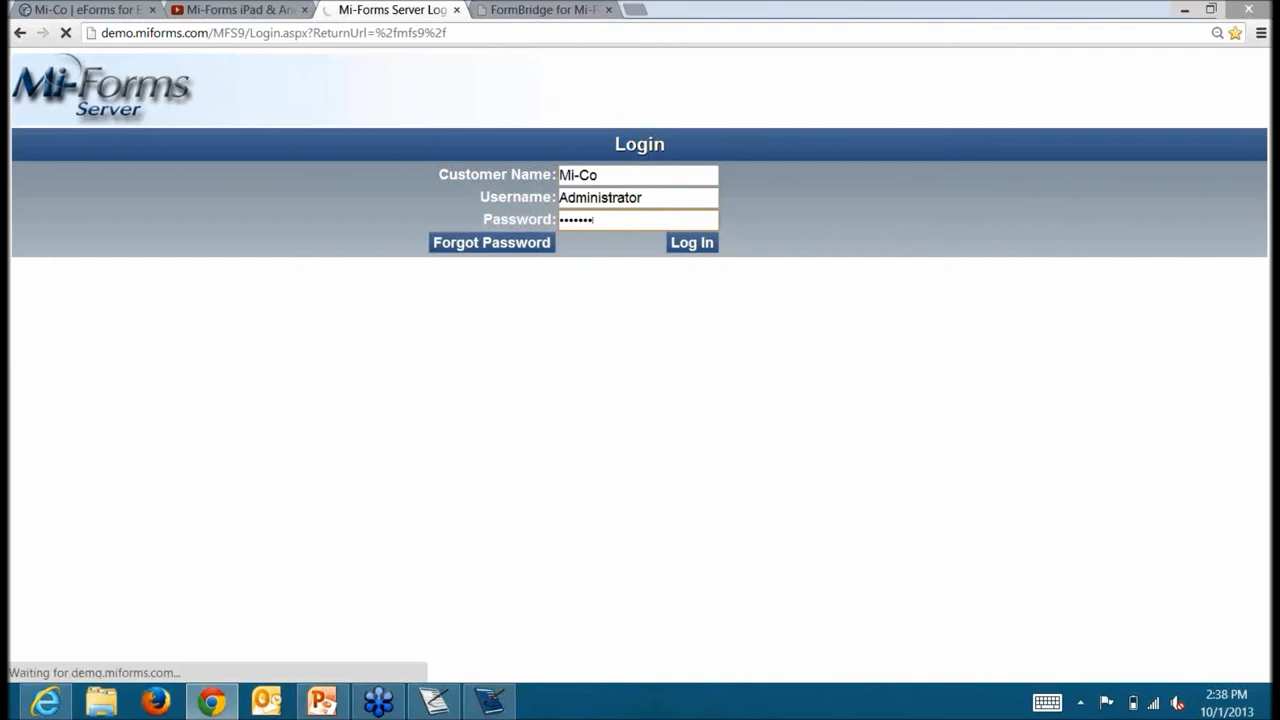 Mi-Co | eForms for E
Mi-Forms iPad & An
Mi-Forms Server Log
FormBridge for Mi-F
demo.miforms.com/MFS9/Login.aspx?ReturnUrl=%2fmfs9%2f
Mi-Forms
Server
Login
Customer Name: Mi-Co
Username: Administrator
Password: •••••••
Forgot Password
Log In
Waiting for demo.miforms.com...
2:38 PM
10/1/2013